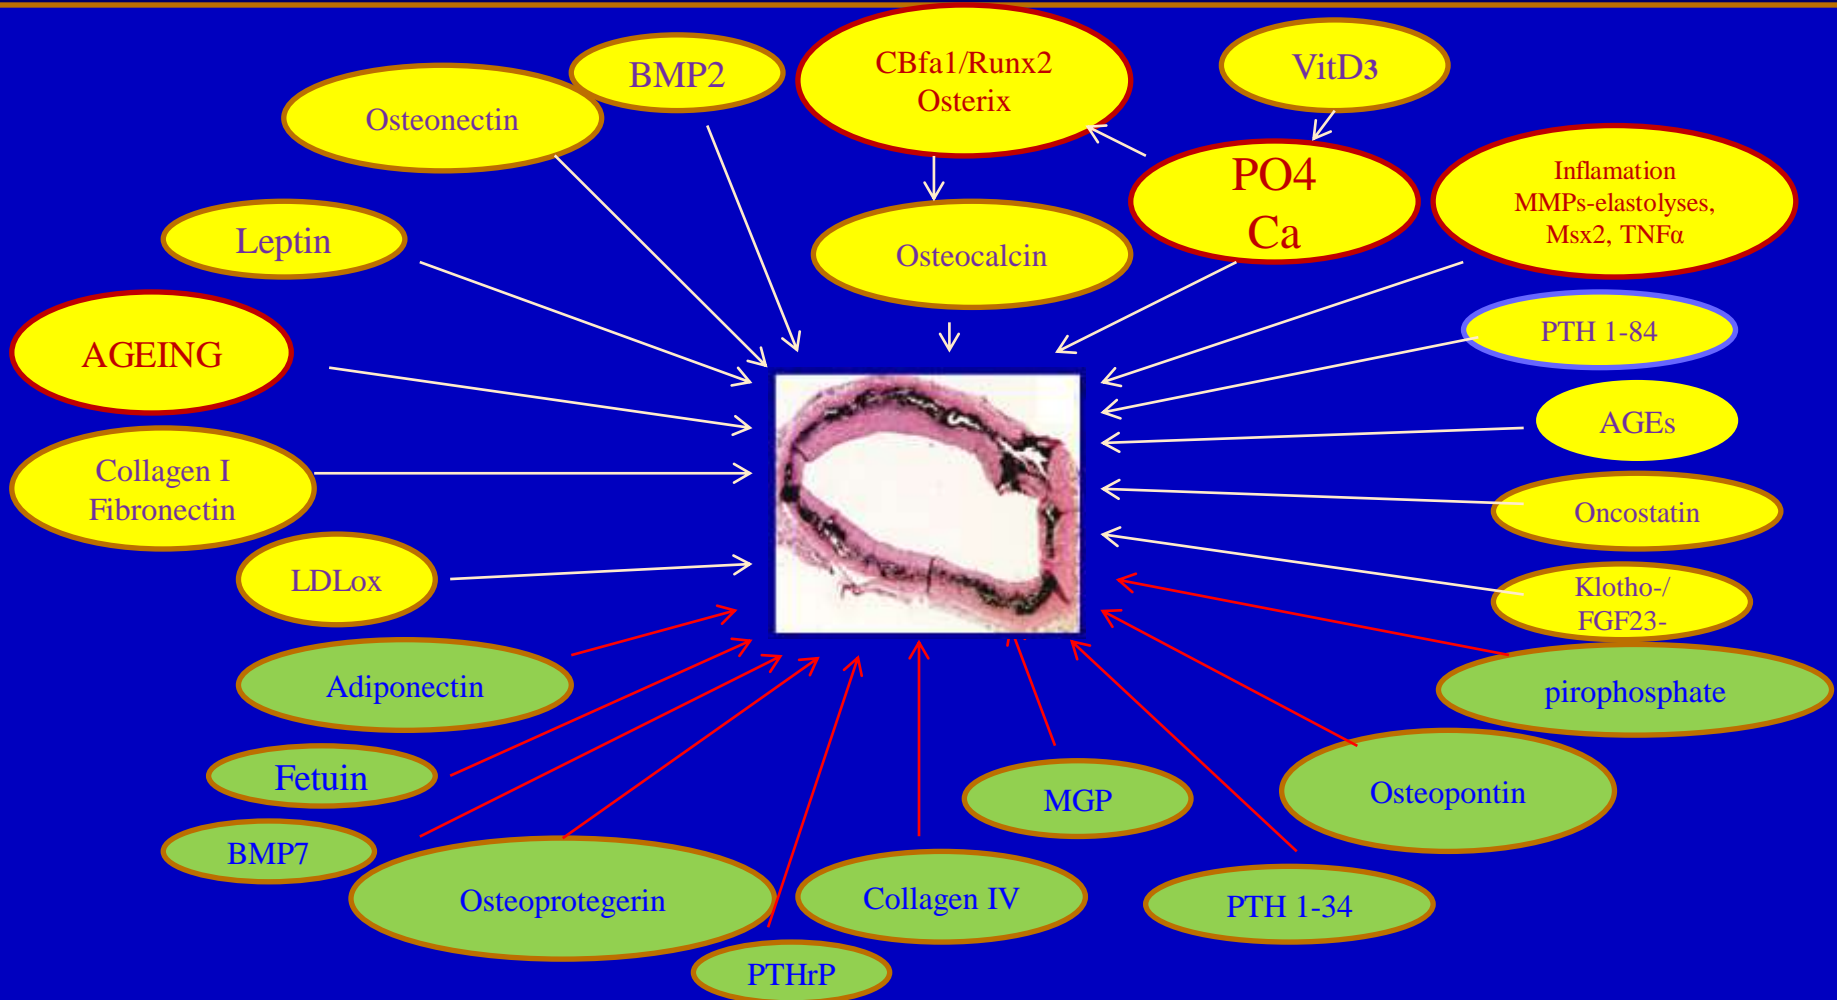 BMP2
CBfa1/Runx2
Osterix
VitD3
Osteonectin
PO4
Ca
Inflamation
MMPs-elastolyses,
Msx2, TNFα
Leptin
Osteocalcin
AGEING
PTH 1-84
AGEs
Collagen I
Fibronectin
Oncostatin
LDLox
Klotho-/
FGF23-
Adiponectin
pirophosphate
Fetuin
MGP
Osteopontin
BMP7
Osteoprotegerin
Collagen IV
PTH 1-34
PTHrP